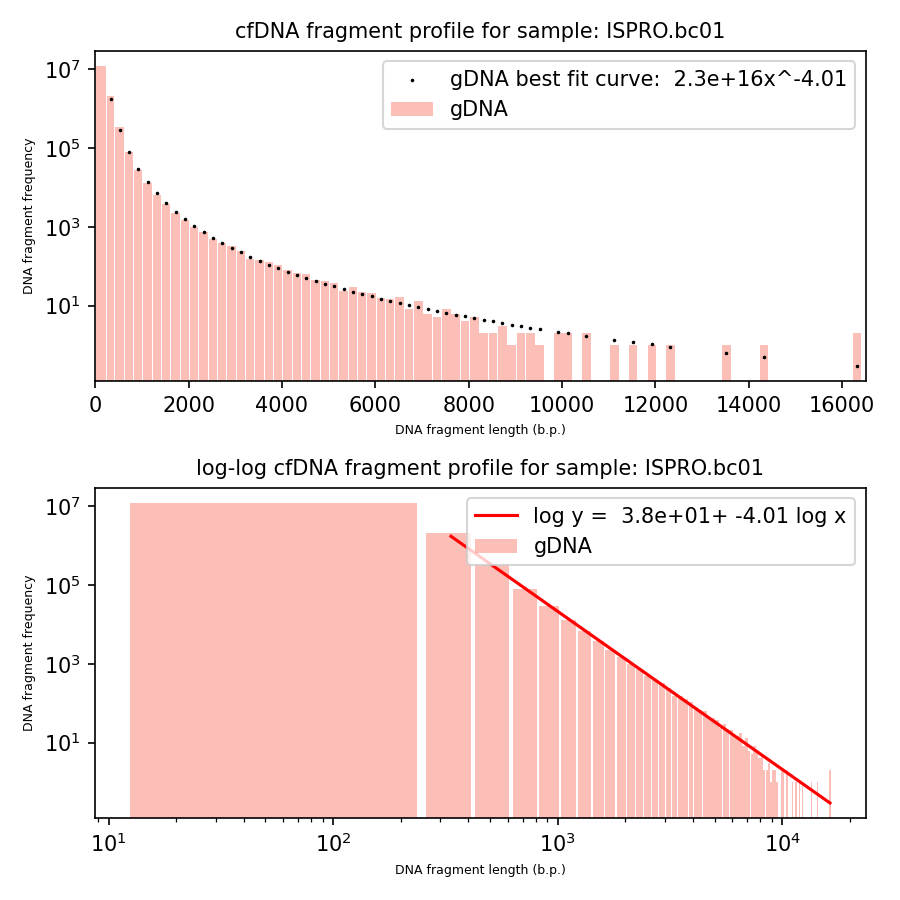 cfDNA fragment profile for sample: ISPRO.bc01
gDNA best fit curve:  2.3e+16x^-4.01
gDNA
DNA fragment frequency
10^7
10^5
10^3
10^1
0 2000 4000 6000 8000 10000 12000 14000 16000
DNA fragment length (b.p.)
log-log cfDNA fragment profile for sample: ISPRO.bc01
log y =  3.8e+01+ -4.01 log x
gDNA
DNA fragment frequency
10^7
10^5
10^3
10^1
10^1 10^2 10^3 10^4
DNA fragment length (b.p.)